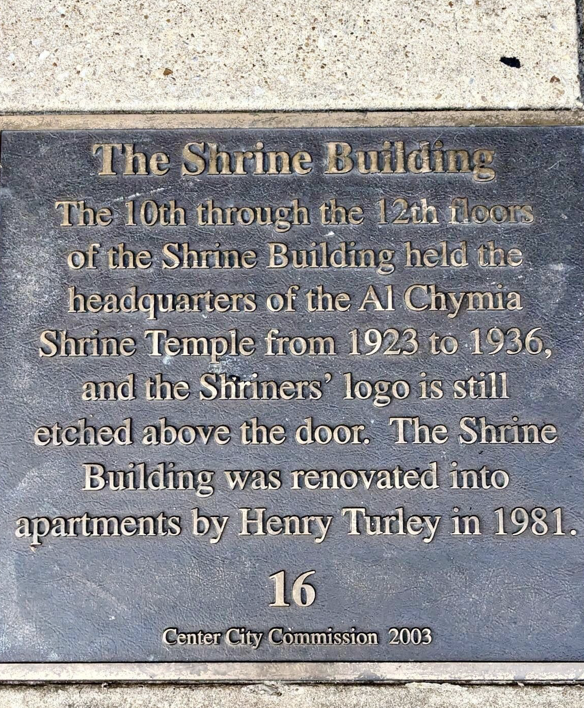 The Shrine Building
The 10th through the 12th floors
of the Shrine Building held the
headquarters of the Al Chymia
Shrine Temple from 1923 to 1936,
and the Shriners’ logo is still
etched above the door.  The Shrine
Building was renovated into
apartments by Henry Turley in 1981.
16
Center City Commission 2003